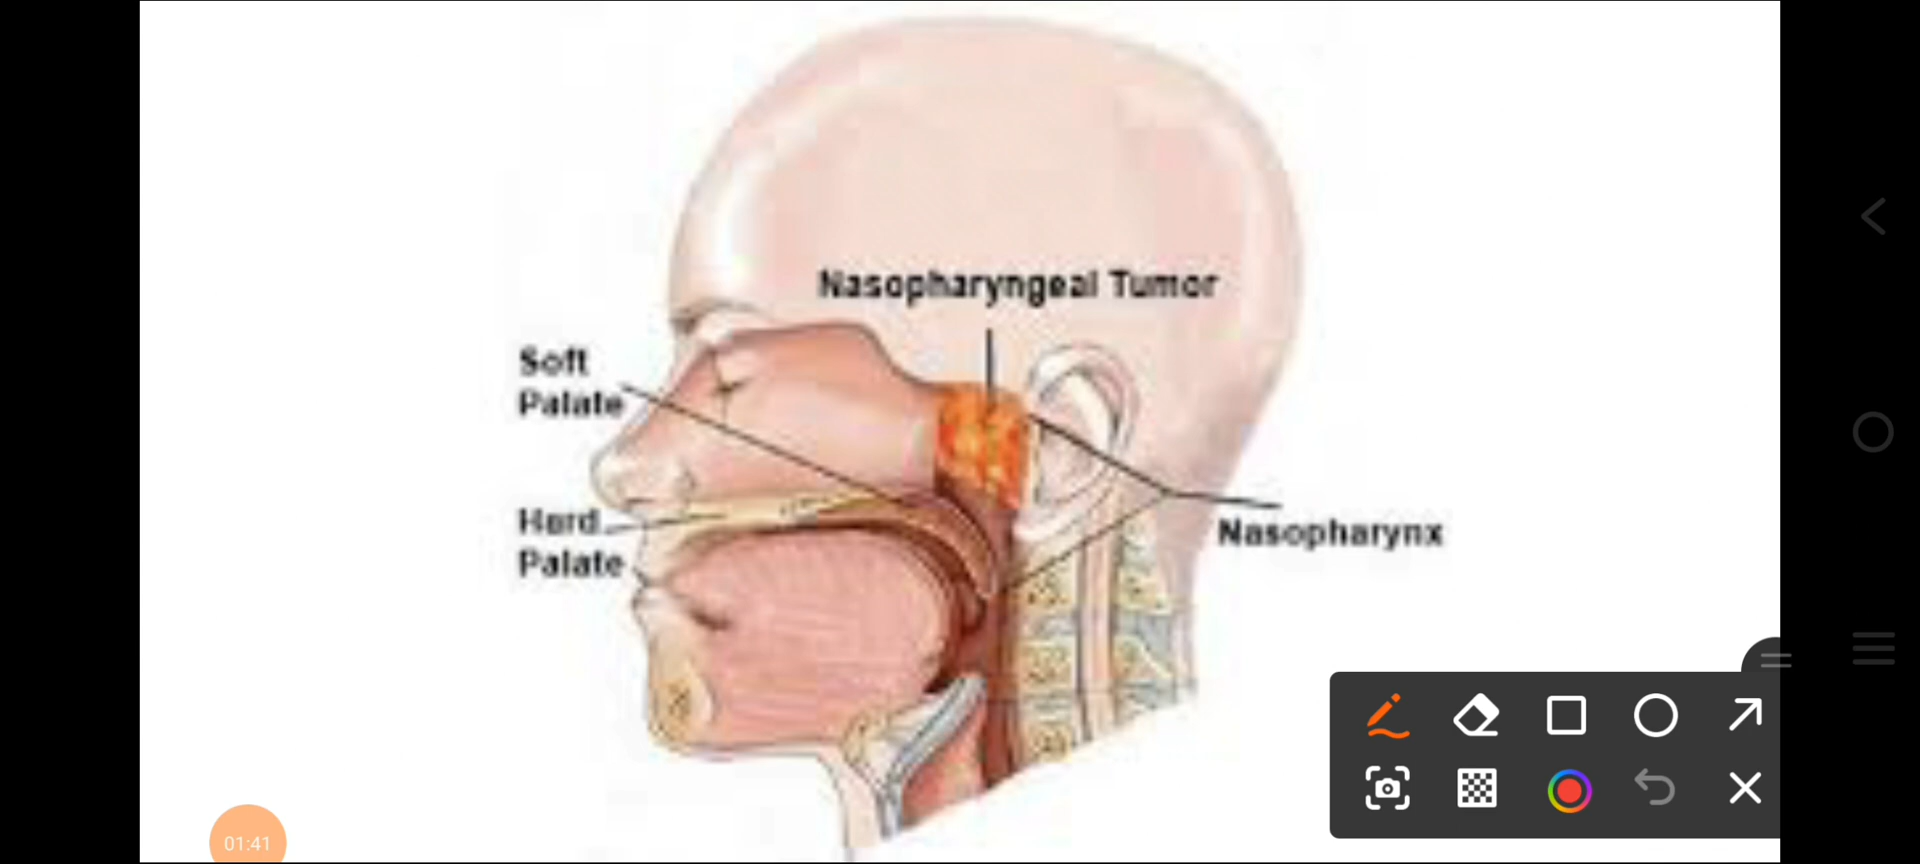 Nasopharyngeal Tumor
Soft
Palate
Hard
Palate
Nasopharynx
01:41